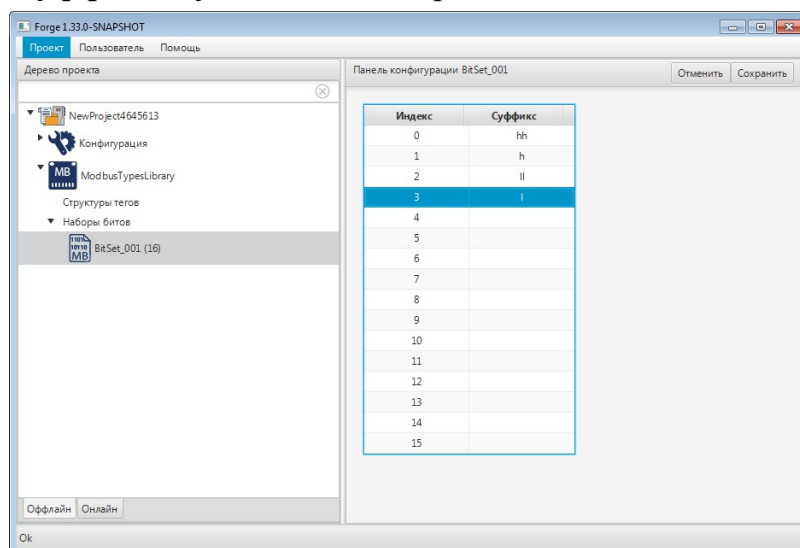 Forge 1.33.0-SNAPSHOT
Проект Пользователь Помощь
Дерево проекта
NewProject4645613
Конфигурация
MB ModbusTypesLibrary
Структуры тегов
Наборы битов
BitSet_001 (16)
MB
Оффлайн Онлайн
Ok
Панель конфигурации BitSet_001 Отменить Сохранить
Индекс Суффикс
0 hh
1 h
2 ll
3 l
4
5
6
7
8
9
10
11
12
13
14
15